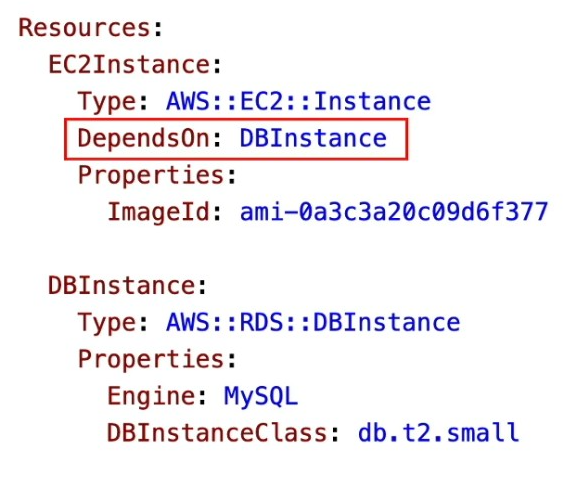 Resources:
  EC2Instance:
    Type: AWS::EC2::Instance
    DependsOn: DBInstance
    Properties:
      ImageId: ami-0a3c3a20c09d6f377
  DBInstance:
    Type: AWS::RDS::DBInstance
    Properties:
      Engine: MySQL
      DBInstanceClass: db.t2.small